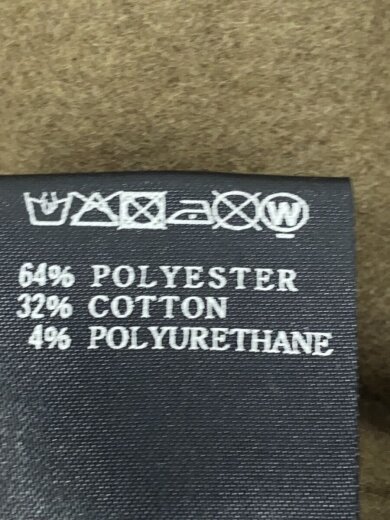 W
64% POLYESTER
32% COTTON
4% POLYURETHANE